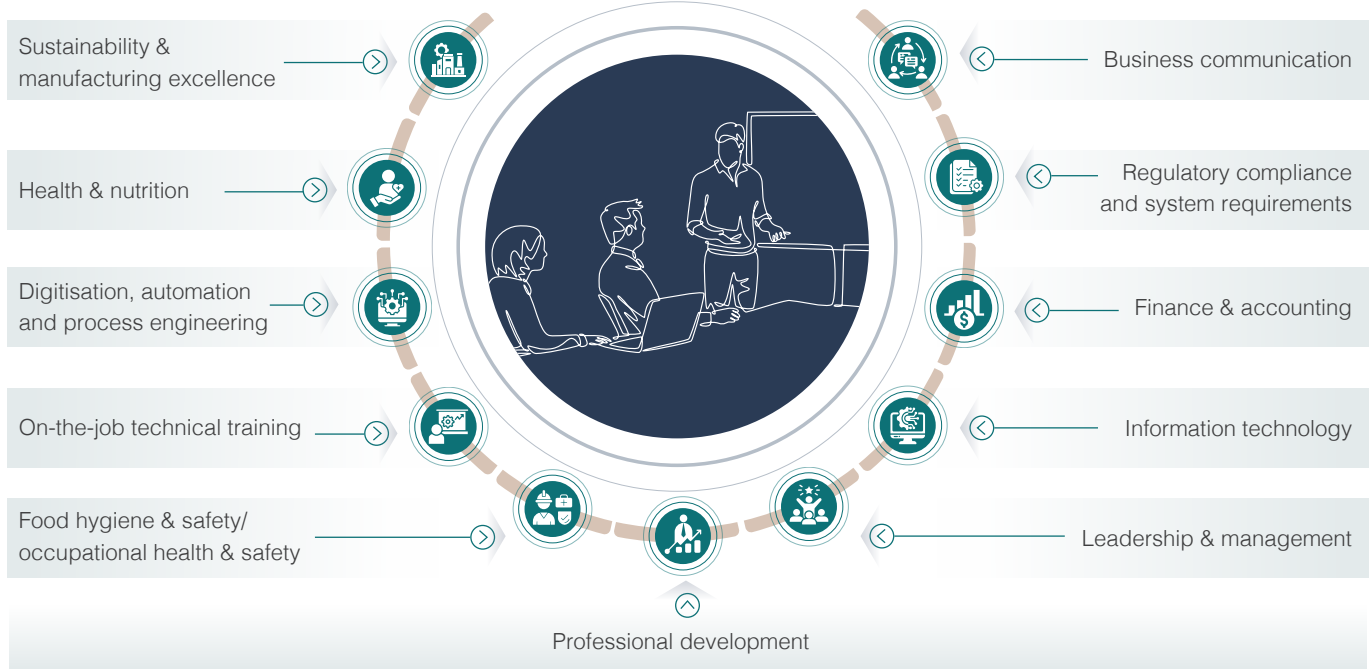 Sustainability &
manufacturing excellence
Health & nutrition
Digitisation, automation
and process engineering
On-the-job technical training
Food hygiene & safety/
occupational health & safety
Professional development
Business communication
Regulatory compliance
and system requirements
Finance & accounting
Information technology
Leadership & management